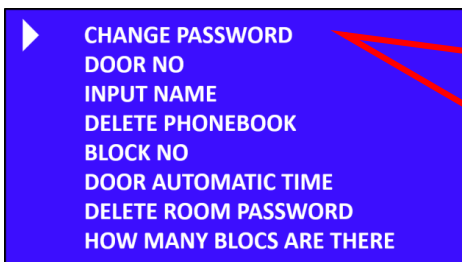 CHANGE PASSWORD
DOOR NO
INPUT NAME
DELETE PHONEBOOK
BLOCK NO
DOOR AUTOMATIC TIME
DELETE ROOM PASSWORD
HOW MANY BLOCS ARE THERE